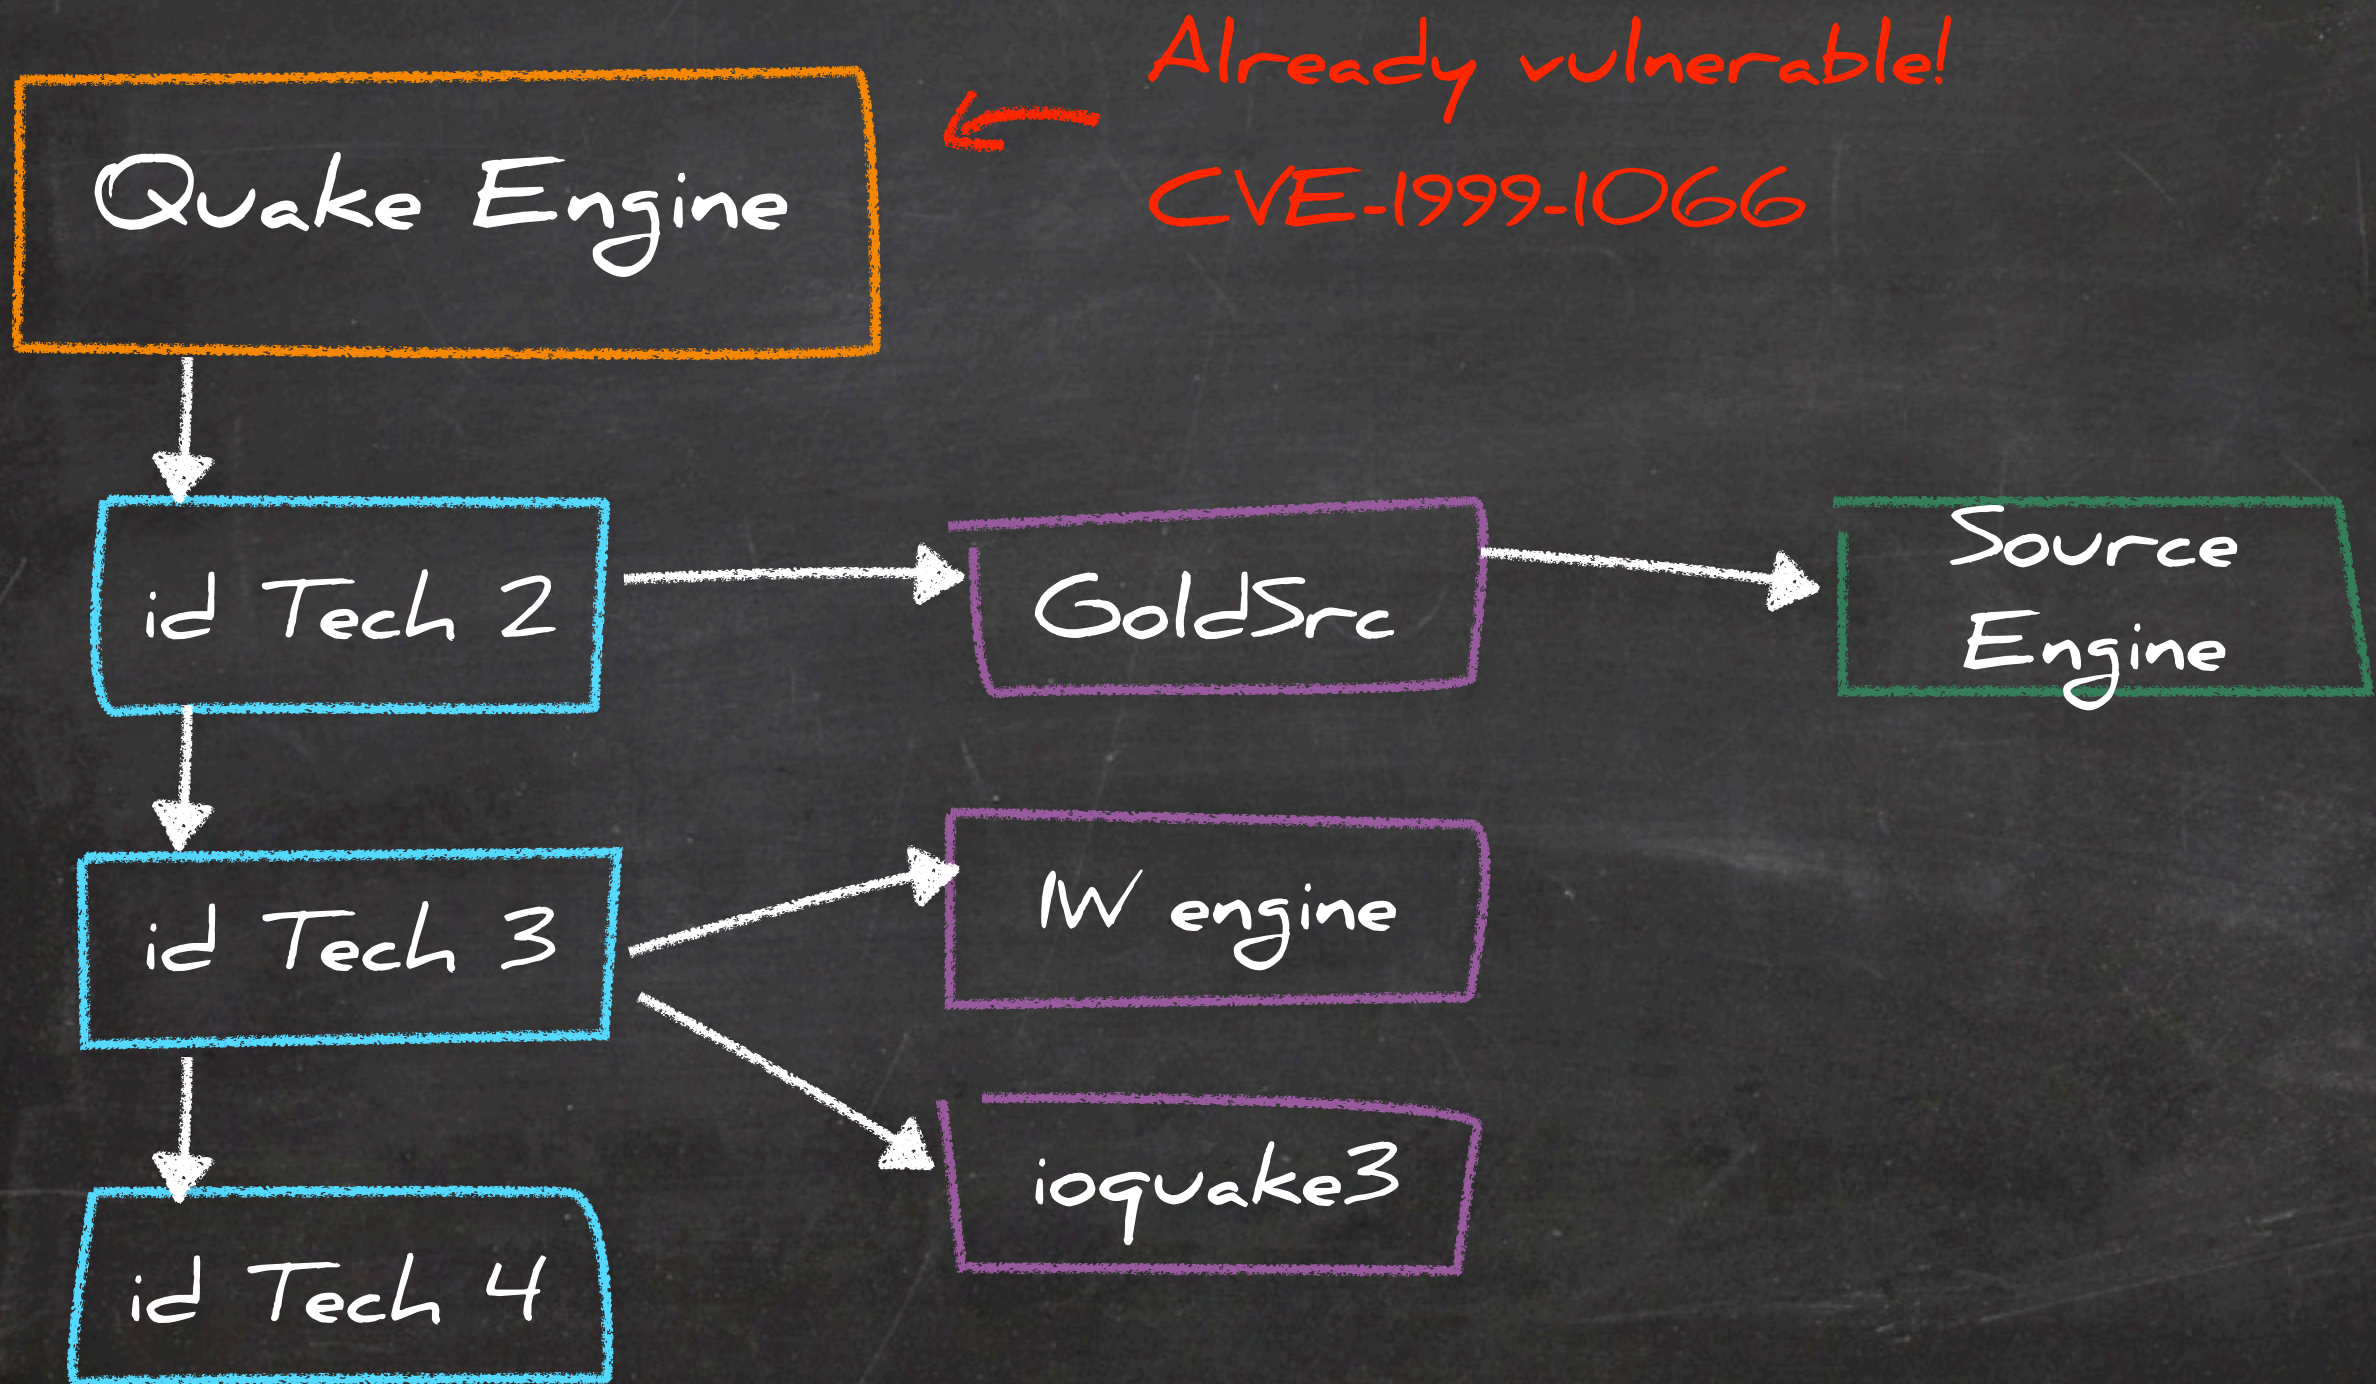 Already vulnerable!
CVE-1999-1066
Quake Engine
id Tech 2
GoldSrc
Source
Engine
id Tech 3
IW engine
ioquake3
id Tech 4